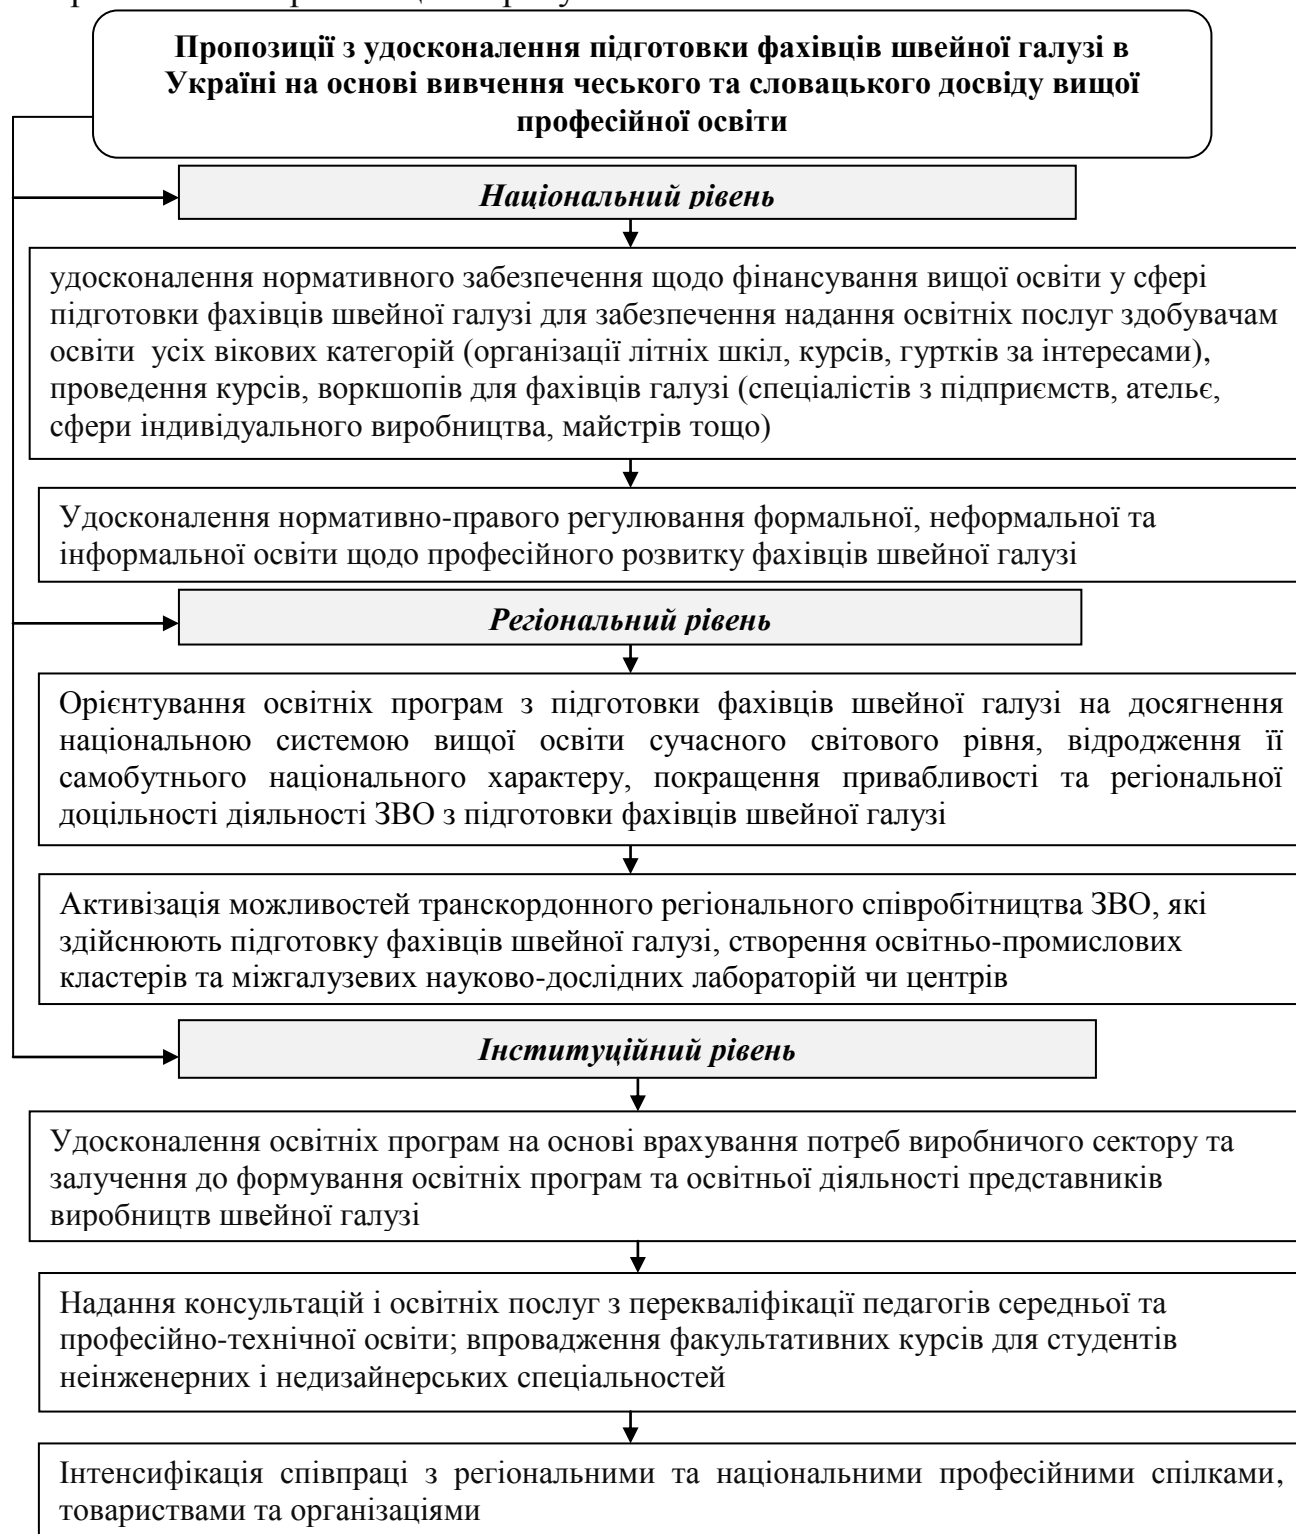 Пропозиції з удосконалення підготовки фахівців швейної галузі в
Україні на основі вивчення чеського та словацького досвіду вищої
професійної освіти
Національний рівень
удосконалення нормативного забезпечення щодо фінансування вищої освіти у сфері
підготовки фахівців швейної галузі для забезпечення надання освітніх послуг здобувачам
освіти усіх вікових категорій (організації літніх шкіл, курсів, гуртків за інтересами),
проведення курсів, воркшопів для фахівців галузі (спеціалістів з підприємств, ательє,
сфери індивідуального виробництва, майстрів тощо)
Удосконалення нормативно-правого регулювання формальної, неформальної та
інформальної освіти щодо професійного розвитку фахівців швейної галузі
Регіональний рівень
Орієнтування освітніх програм з підготовки фахівців швейної галузі на досягнення
національною системою вищої освіти сучасного світового рівня, відродження її
самобутнього національного характеру, покращення привабливості та регіональної
доцільності діяльності ЗВО з підготовки фахівців швейної галузі
Активізація можливостей транскордонного регіонального співробітництва ЗВО, які
здійснюють підготовку фахівців швейної галузі, створення освітньо-промислових
кластерів та міжгалузевих науково-дослідних лабораторій чи центрів
Інституційний рівень
Удосконалення освітніх програм на основі врахування потреб виробничого сектору та
залучення до формування освітніх програм та освітньої діяльності представників
виробництв швейної галузі
Надання консультацій і освітніх послуг з перекваліфікації педагогів середньої та
професійно-технічної освіти; впровадження факультативних курсів для студентів
неінженерних і недизайнерських спеціальностей
Інтенсифікація співпраці з регіональними та національними професійними спілками,
товариствами та організаціями